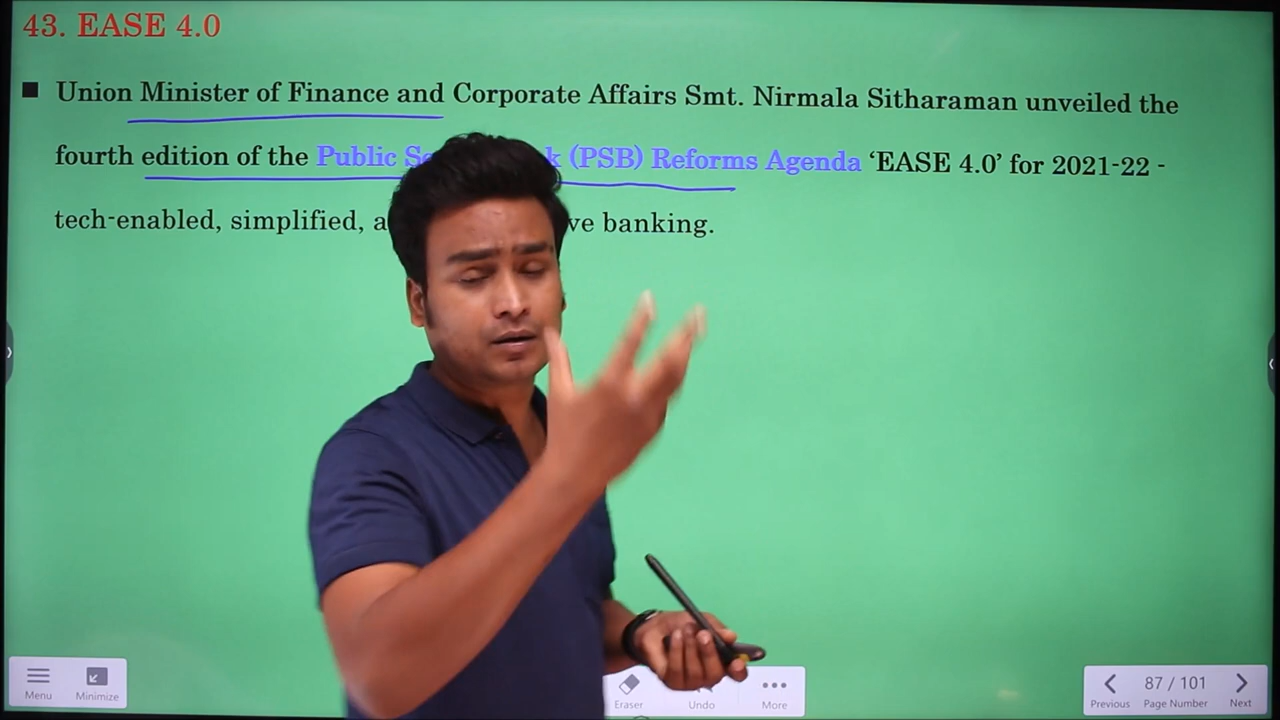 43. EASE 4.0
■ Union Minister of Finance and Corporate Affairs Smt. Nirmala Sitharaman unveiled the
fourth edition of the Public (PSB) Reforms Agenda ‘EASE 4.0’ for 2021-22 -
tech-enabled, simplified, banking.
Menu
Minimize
Eraser
Undo
More
Previous
87 / 101
Page Number
Next